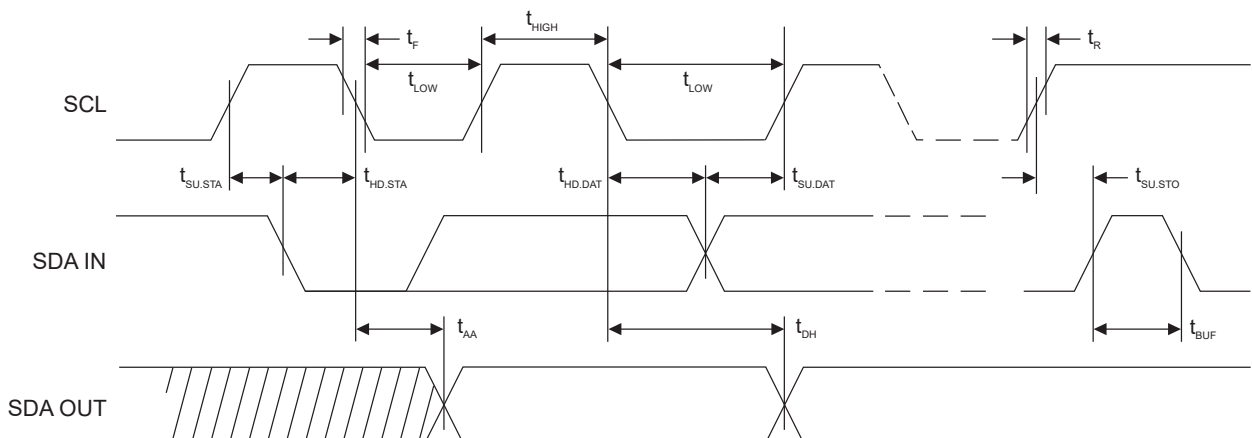 t_HIGH
t_F
t_R
t_LOW
t_LOW
SCL
t_SU.STA
t_HD.STA
t_HD.DAT
t_SU.DAT
t_SU.STO
SDA IN
t_AA
t_DH
t_BUF
SDA OUT